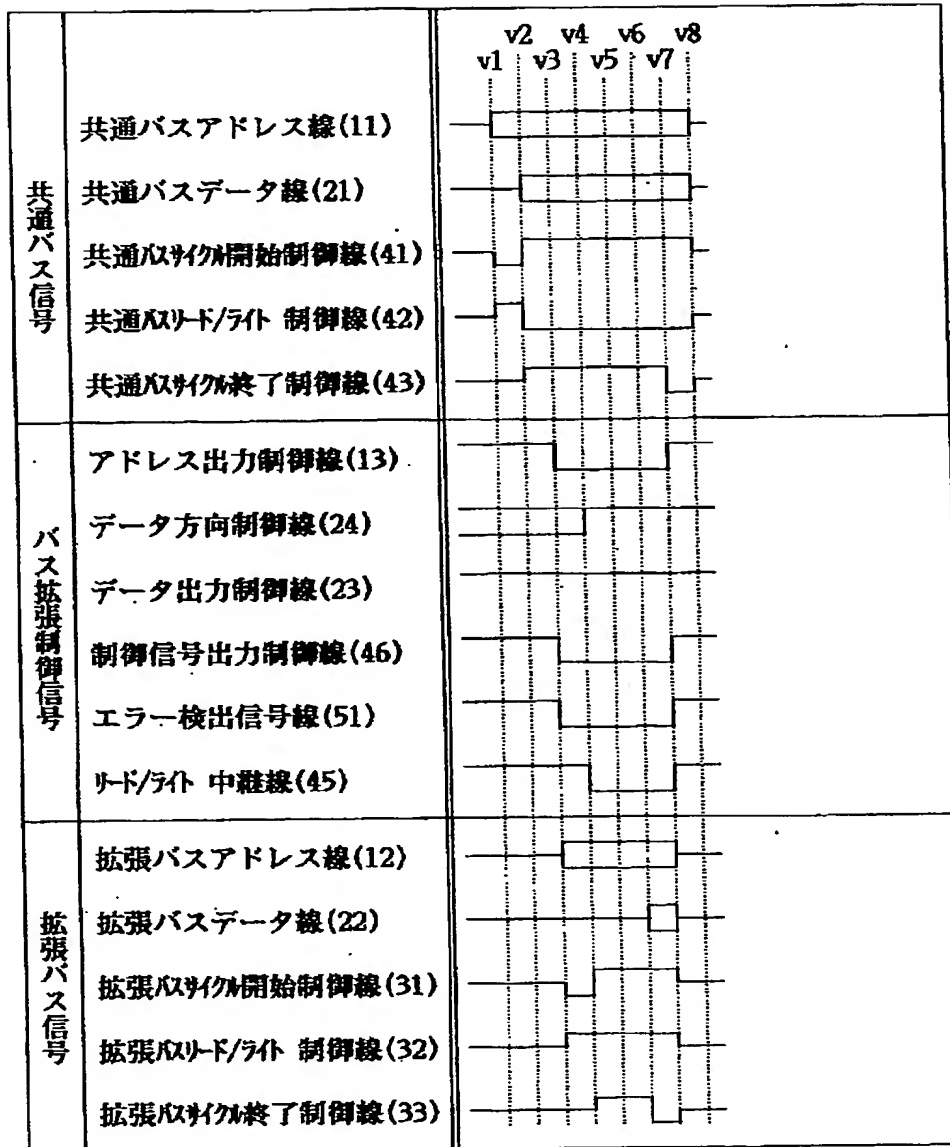 v2 v4 v6 v8
v1 v3 v5 v7
共通バス信号
共通バスアドレス線(11)
共通バスデータ線(21)
共通バスサイクル開始制御線(41)
共通バスリード/ライト 制御線(42)
共通バスサイクル終了制御線(43)
バス拡張制御信号
アドレス出力制御線(13)
データ方向制御線(24)
データ出力制御線(23)
制御信号出力制御線(46)
エラー検出信号線(51)
リード/ライト 中継線(45)
拡張バス信号
拡張バスアドレス線(12)
拡張バスデータ線(22)
拡張バスサイクル開始制御線(31)
拡張バスリード/ライト 制御線(32)
拡張バスサイクル終了制御線(33)